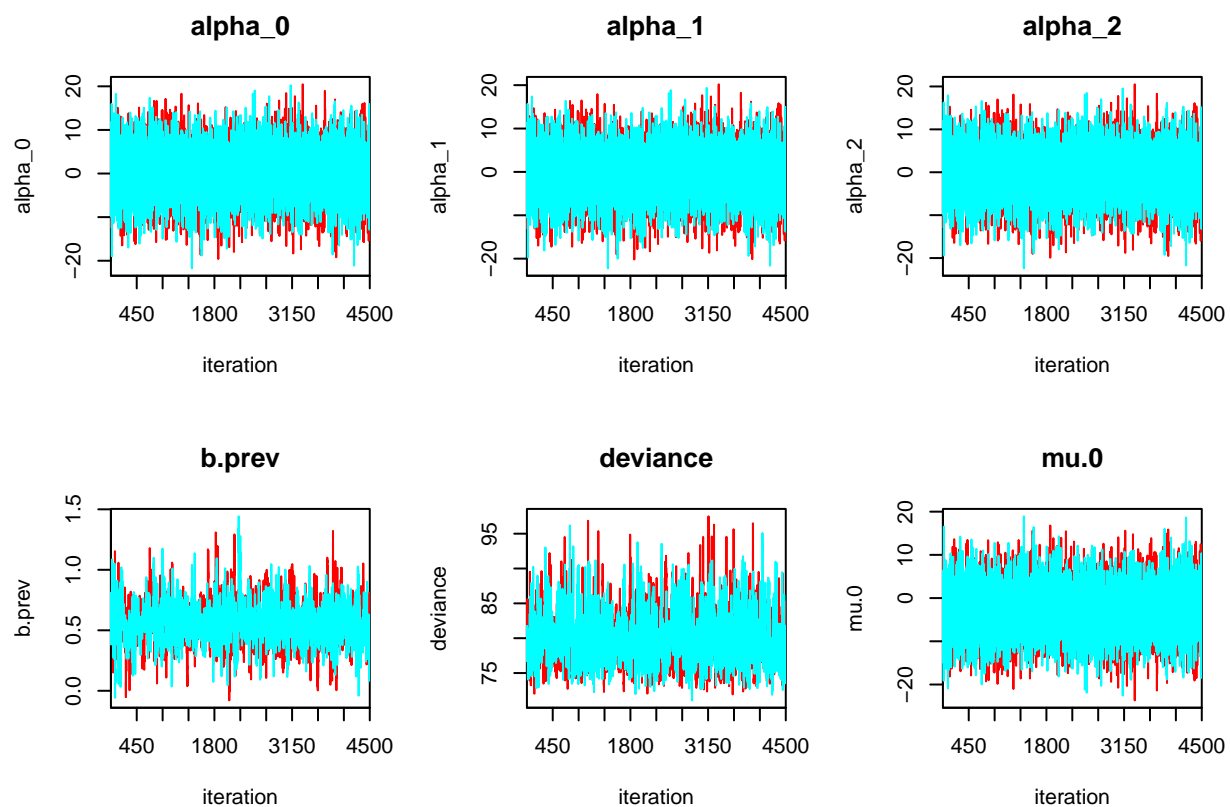 alpha_0 alpha_1 alpha_2
alpha_0
−20 0 10 20
450 1800 3150 4500
iteration
alpha_1
−20 0 10 20
450 1800 3150 4500
iteration
alpha_2
−20 0 10 20
450 1800 3150 4500
iteration
b.prev deviance mu.0
b.prev
0.0 0.5 1.0 1.5
450 1800 3150 4500
iteration
deviance
75 85 95
450 1800 3150 4500
iteration
mu.0
−20 0 10 20
450 1800 3150 4500
iteration